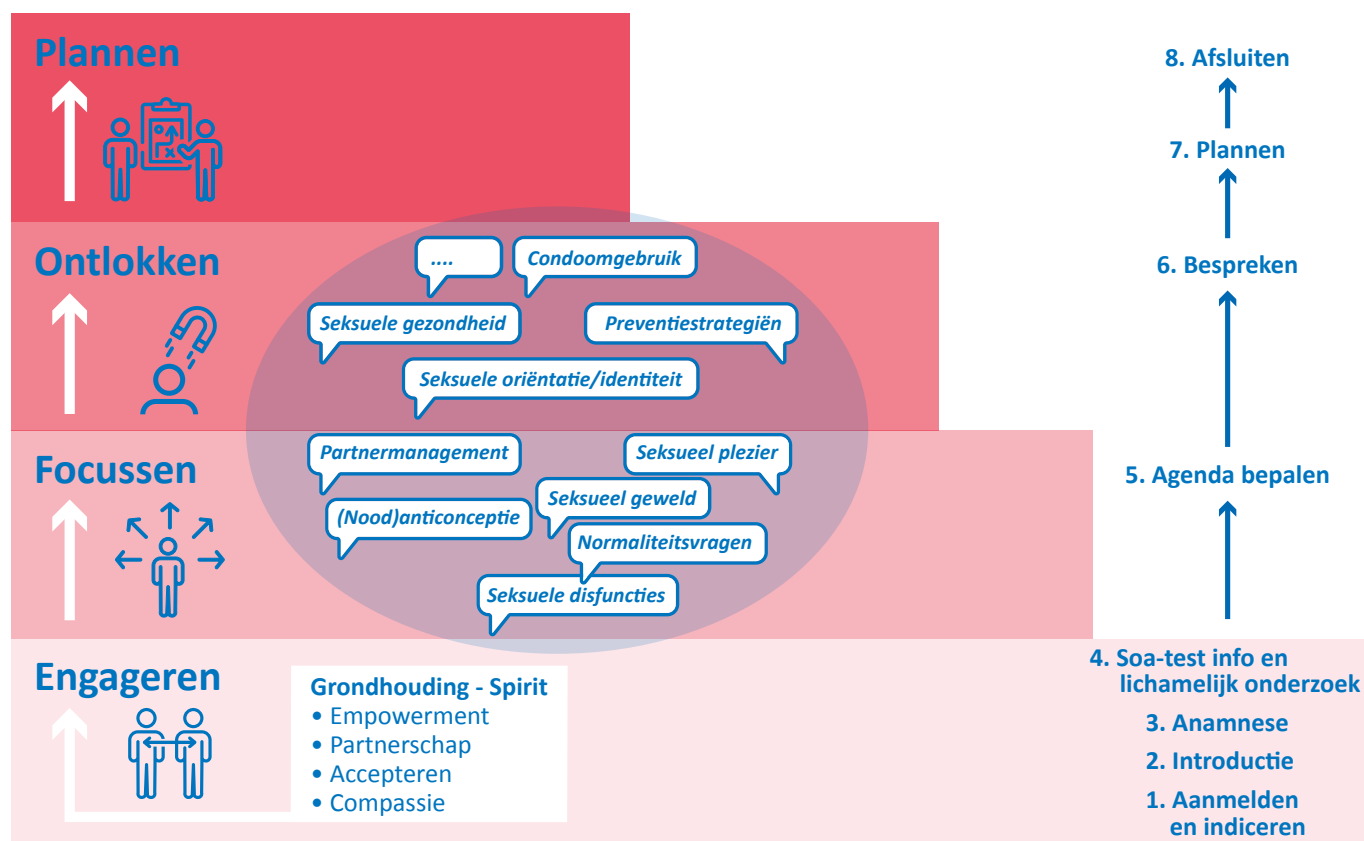 Plannen
Ontlokken
....
Condoomgebruik
Seksuele gezondheid
Preventiestrategiën
Seksuele oriëntatie/identiteit
Focussen
Partnermanagement
Seksueel plezier
Seksueel geweld
(Nood)anticonceptie
Normaliteitsvragen
Seksuele disfuncties
Engageren
Grondhouding - Spirit
• Empowerment
• Partnerschap
• Accepteren
• Compassie
8. Afsluiten
7. Plannen
6. Bespreken
5. Agenda bepalen
4. Soa-test info en
lichamelijk onderzoek
3. Anamnese
2. Introductie
1. Aanmelden
en indiceren